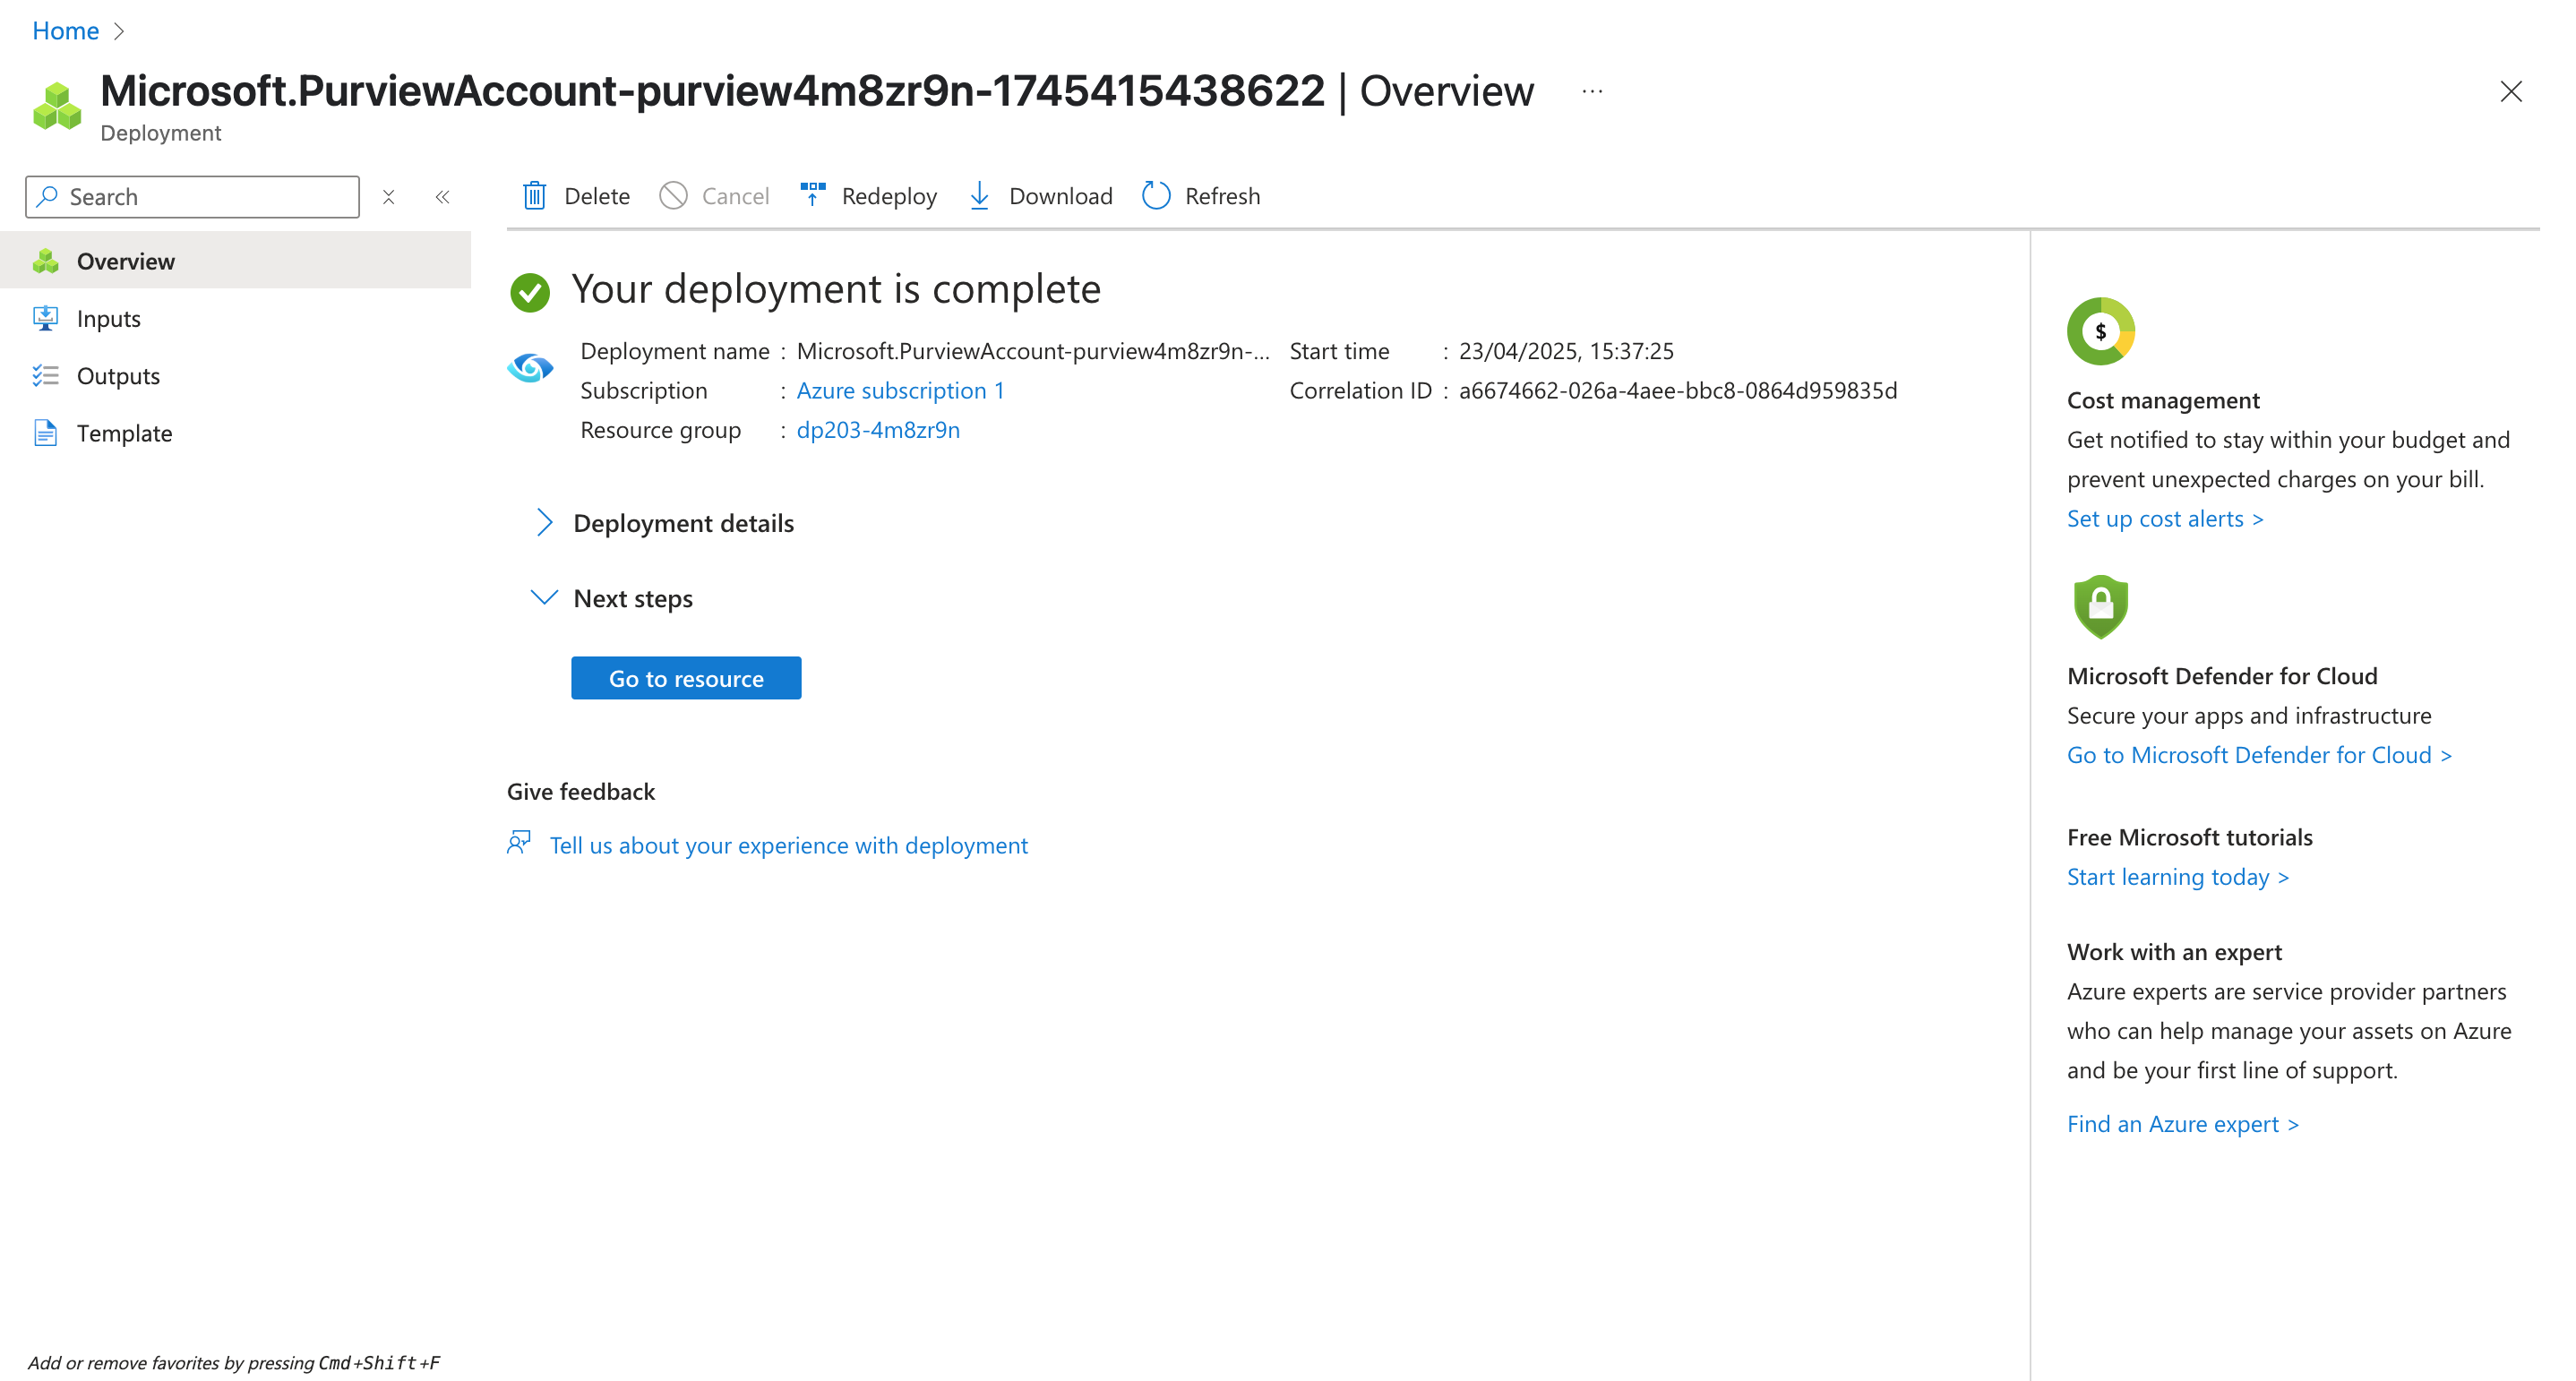 Home
Microsoft.PurviewAccount-purview4m8zr9n-1745415438622 | Overview ...
Deployment
Search
Overview
Inputs
Outputs
Template
Add or remove favorites by pressing Cmd+Shift+F
Delete Cancel Redeploy Download Refresh
Your deployment is complete
Deployment name : Microsoft.PurviewAccount-purview4m8zr9n-...
Subscription : Azure subscription 1
Resource group : dp203-4m8zr9n
Start time : 23/04/2025, 15:37:25
Correlation ID : a6674662-026a-4aee-bbc8-0864d959835d
Deployment details
Next steps
Go to resource
Give feedback
Tell us about your experience with deployment
$
Cost management
Get notified to stay within your budget and
prevent unexpected charges on your bill.
Set up cost alerts >
Microsoft Defender for Cloud
Secure your apps and infrastructure
Go to Microsoft Defender for Cloud >
Free Microsoft tutorials
Start learning today >
Work with an expert
Azure experts are service provider partners
who can help manage your assets on Azure
and be your first line of support.
Find an Azure expert >